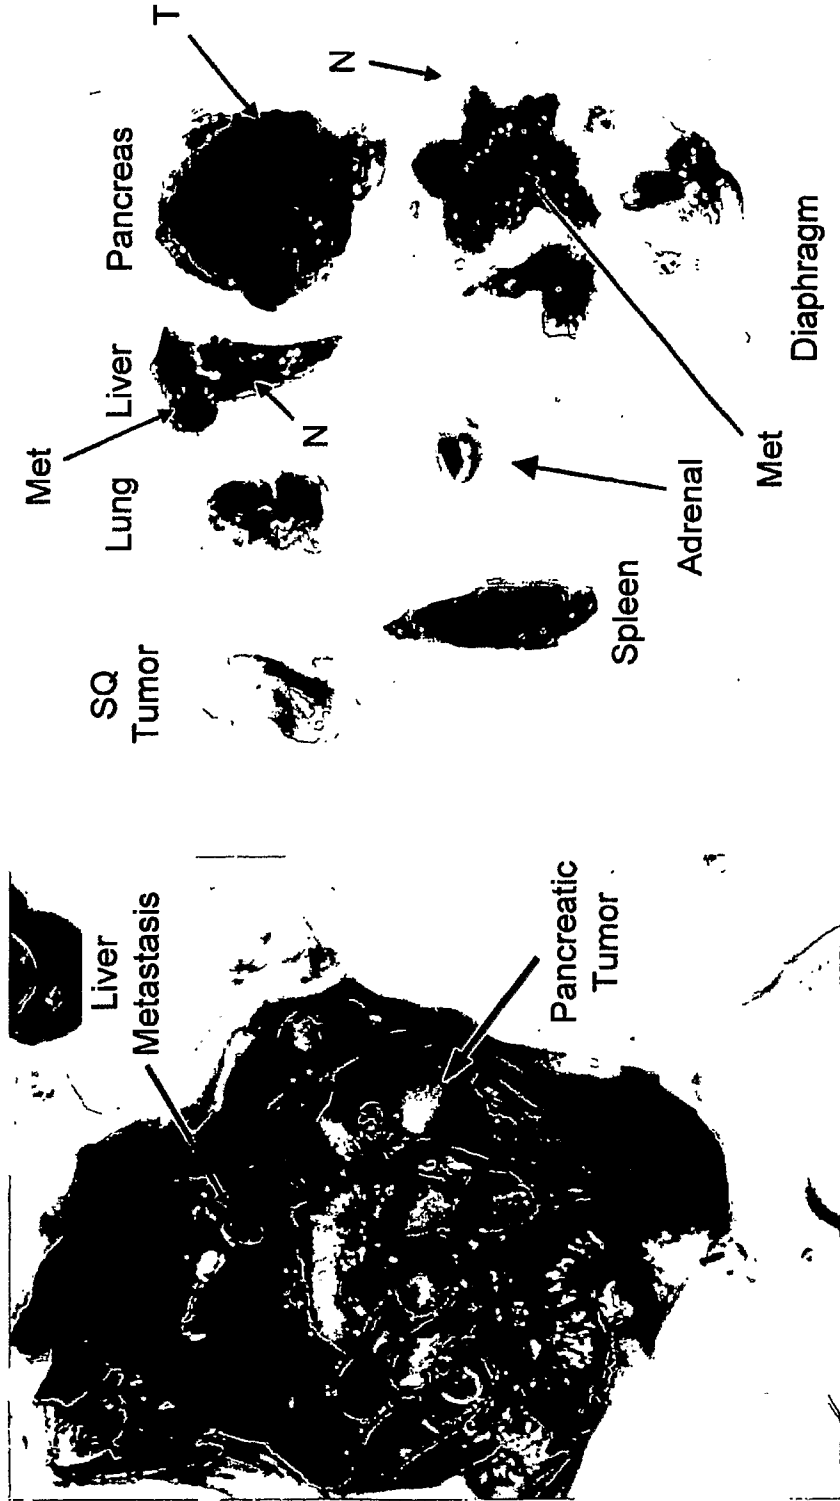 Liver
Metastasis
Pancreatic
Tumor
SQ
Tumor
Lung
Met
Liver
N
Pancreas
T
N
Spleen
Adrenal
Met
Diaphragm